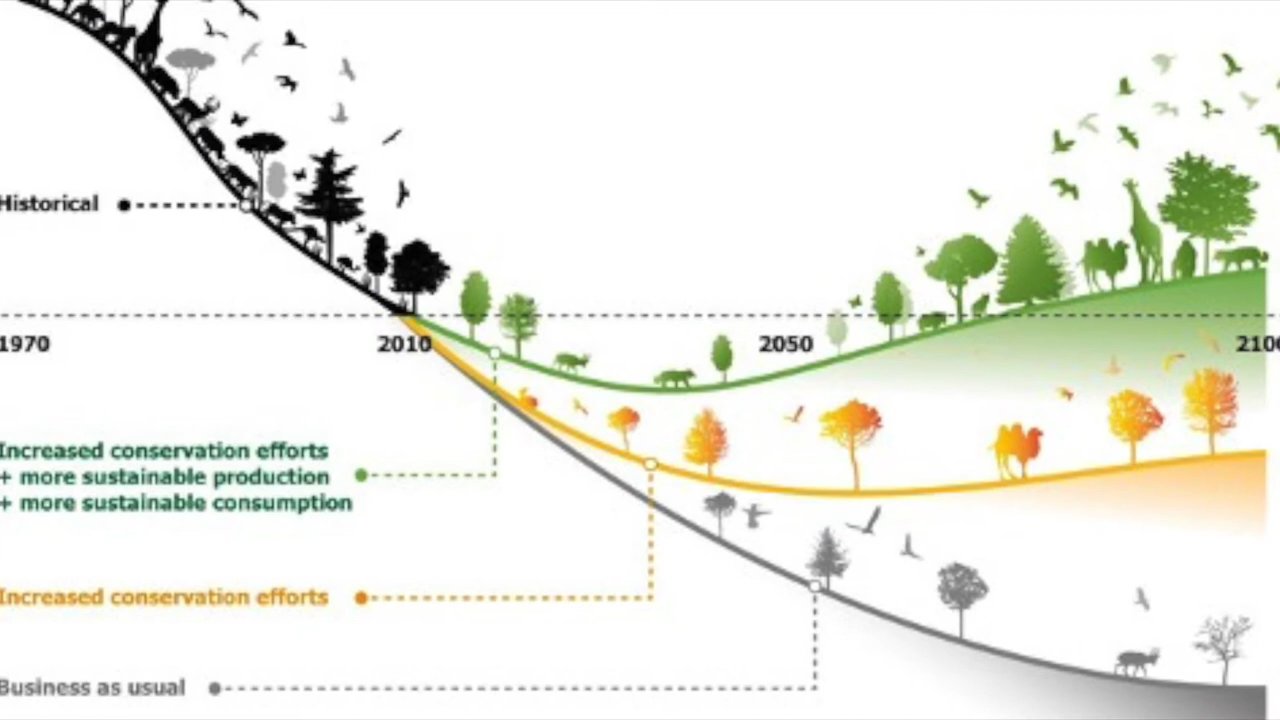 Historical
1970
2010
2050
2100
Increased conservation efforts
+ more sustainable production
+ more sustainable consumption
Increased conservation efforts
Business as usual